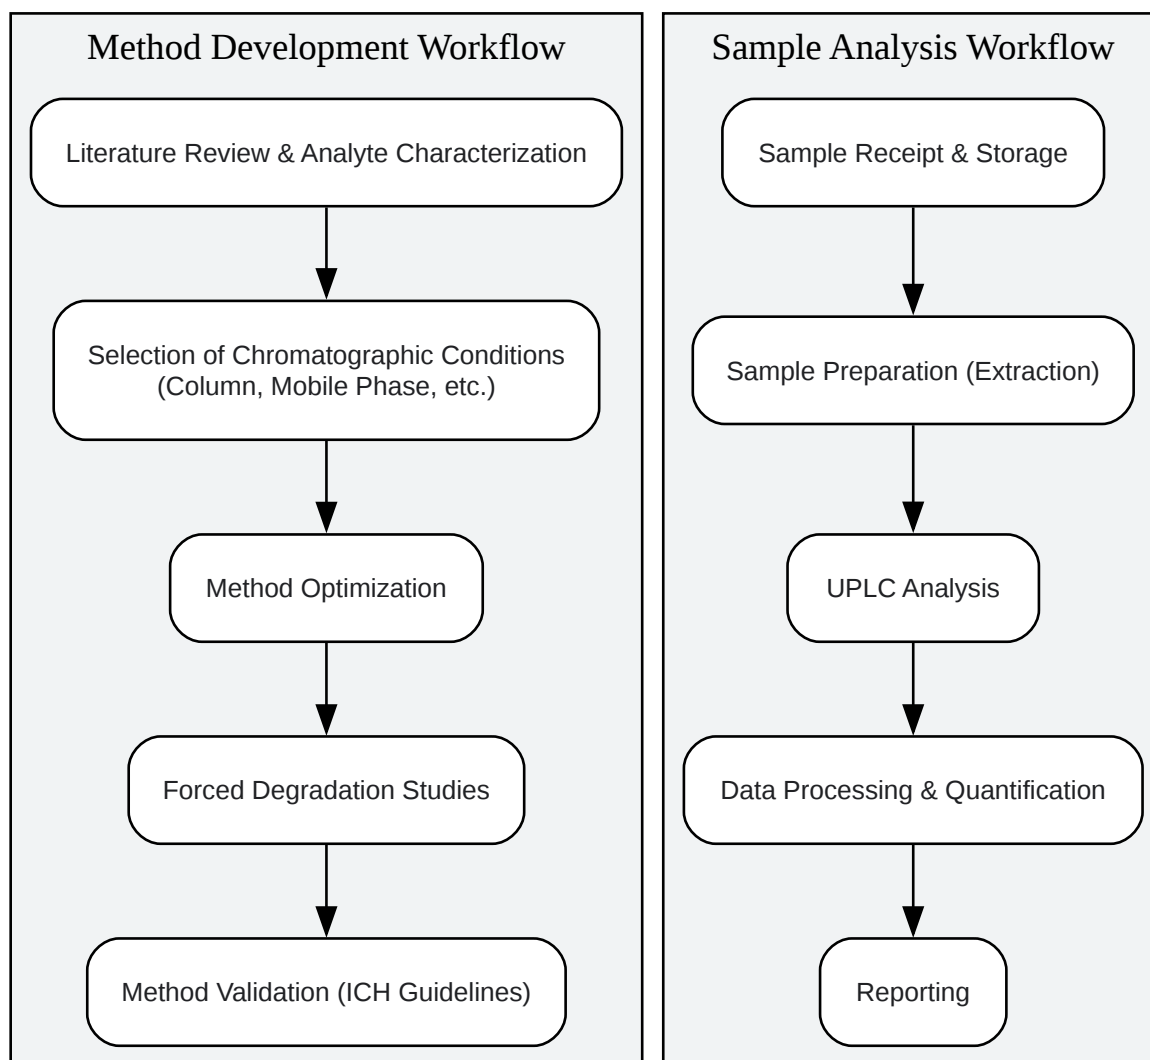 Method Development Workflow
Literature Review & Analyte Characterization
Selection of Chromatographic Conditions
(Column, Mobile Phase, etc.)
Method Optimization
Forced Degradation Studies
Method Validation (ICH Guidelines)
Sample Analysis Workflow
Sample Receipt & Storage
Sample Preparation (Extraction)
UPLC Analysis
Data Processing & Quantification
Reporting